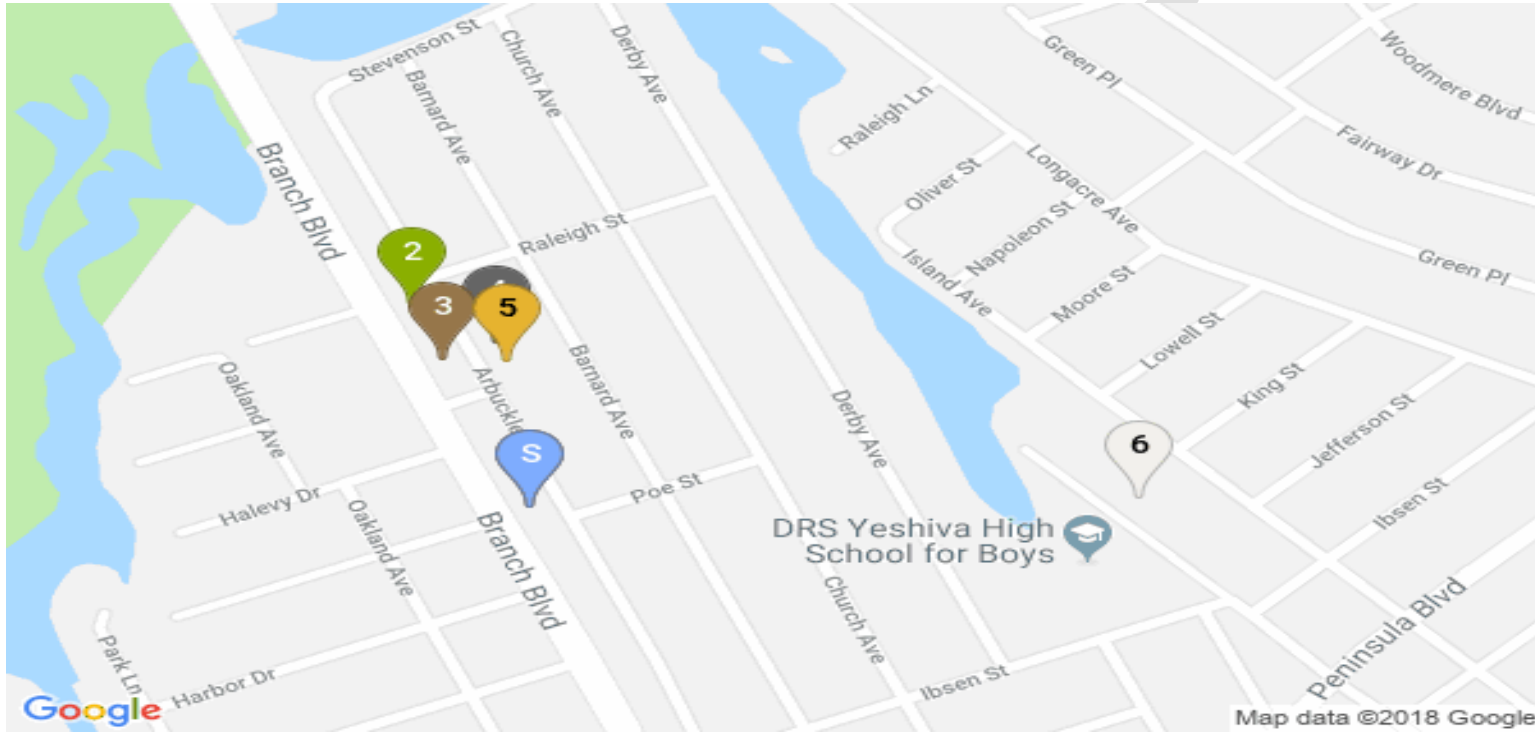 Stevenson St
Church Ave
Derby Ave
Barnard Ave
Green Pl
Woodmere Blvd
Raleigh Ln
Fairway Dr
Branch Blvd
Longacre Ave
Oliver St
Napoleon St
Raleigh St
2
Island Ave
Green Pl
Moore St
3
5
Lowell St
Oakland Ave
Arbuckle
Barnard Ave
Derby Ave
King St
Jefferson St
6
S
Poe St
Halevy Dr
Ibsen St
Oakland Ave
Branch Blvd
DRS Yeshiva High
School for Boys
Church Ave
Peninsula Blvd
Park Ln
Harbor Dr
Ibsen St
Google
Map data ©2018 Google